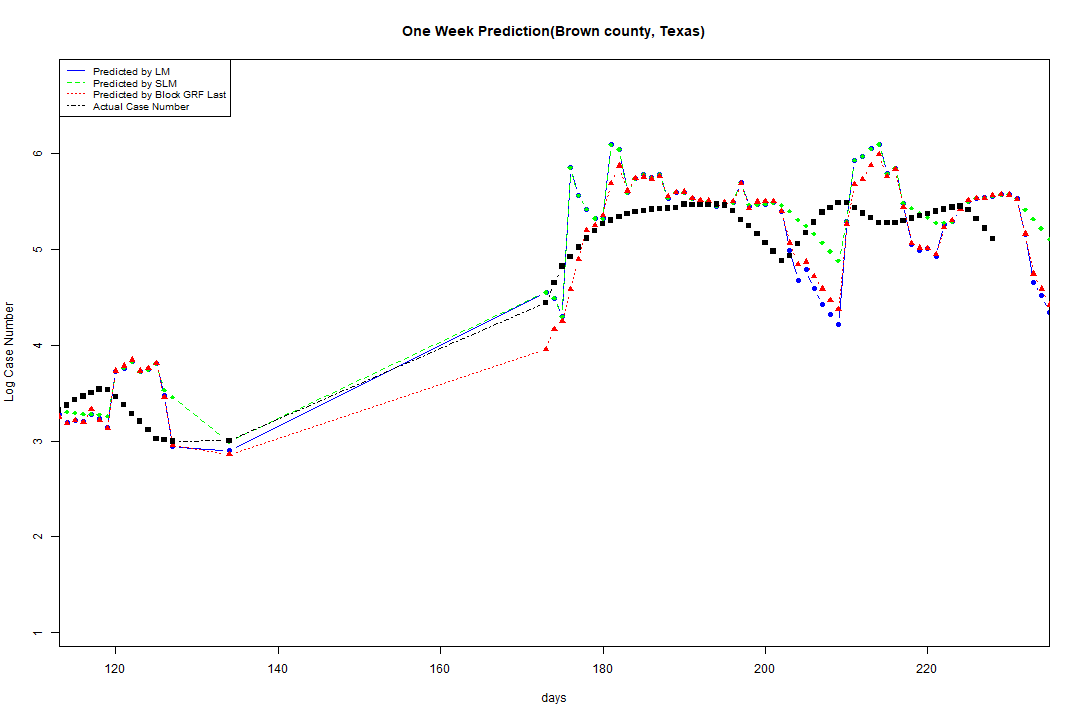 One Week Prediction(Brown county, Texas)
Predicted by LM
Predicted by SLM
Predicted by Block GRF Last
Actual Case Number
6
5
4
3
2
1
Log Case Number
120 140 160 180 200 220
days